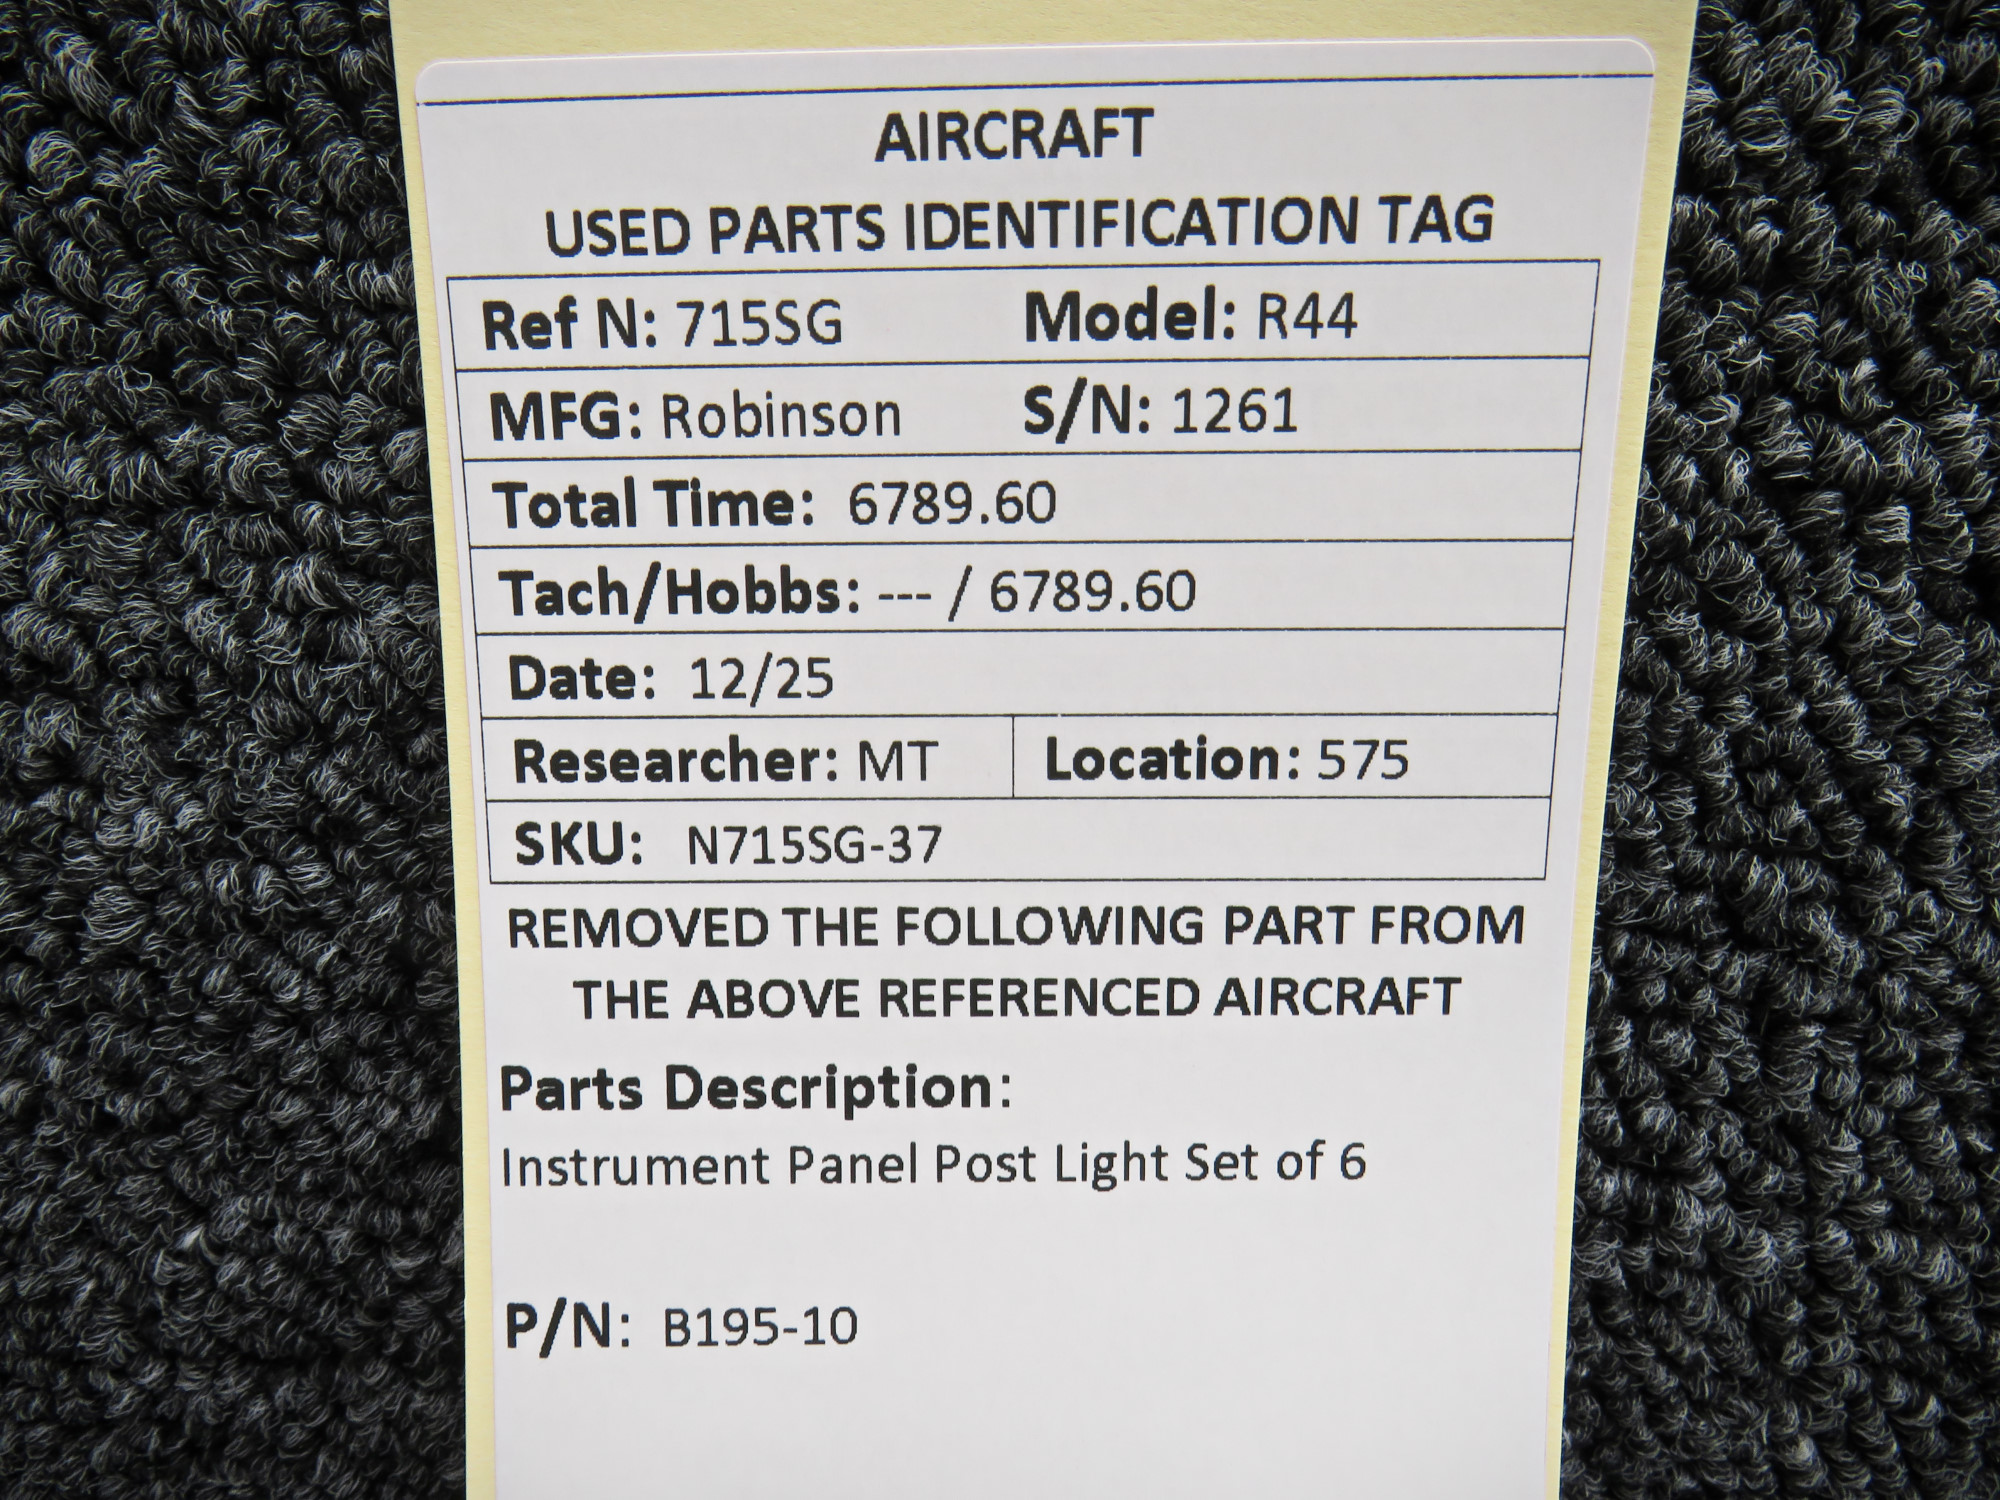 AIRCRAFT
USED PARTS IDENTIFICATION TAG
Ref N: 715SG Model: R44
MFG: Robinson S/N: 1261
Total Time: 6789.60
Tach/Hobbs: --- / 6789.60
Date: 12/25
Researcher: MT Location: 575
SKU: N715SG-37
REMOVED THE FOLLOWING PART FROM
THE ABOVE REFERENCED AIRCRAFT
Parts Description:
Instrument Panel Post Light Set of 6
P/N: B195-10